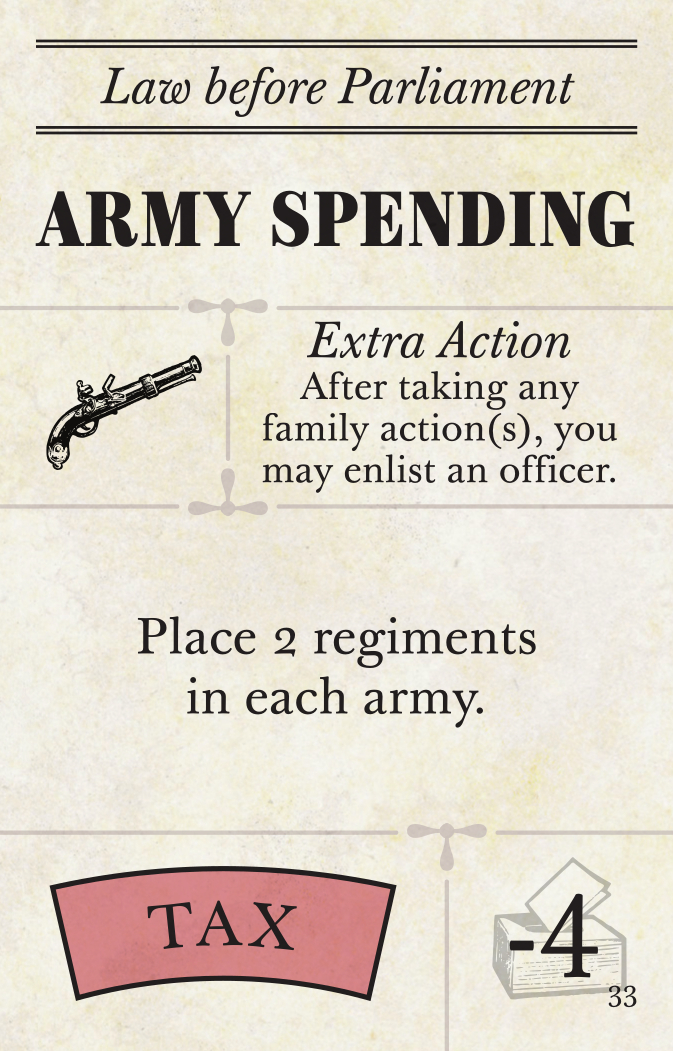 Law before Parliament
ARMY SPENDING
Extra Action
After taking any
family action(s), you
may enlist an officer.
Place 2 regiments
in each army.
TAX
-4
33